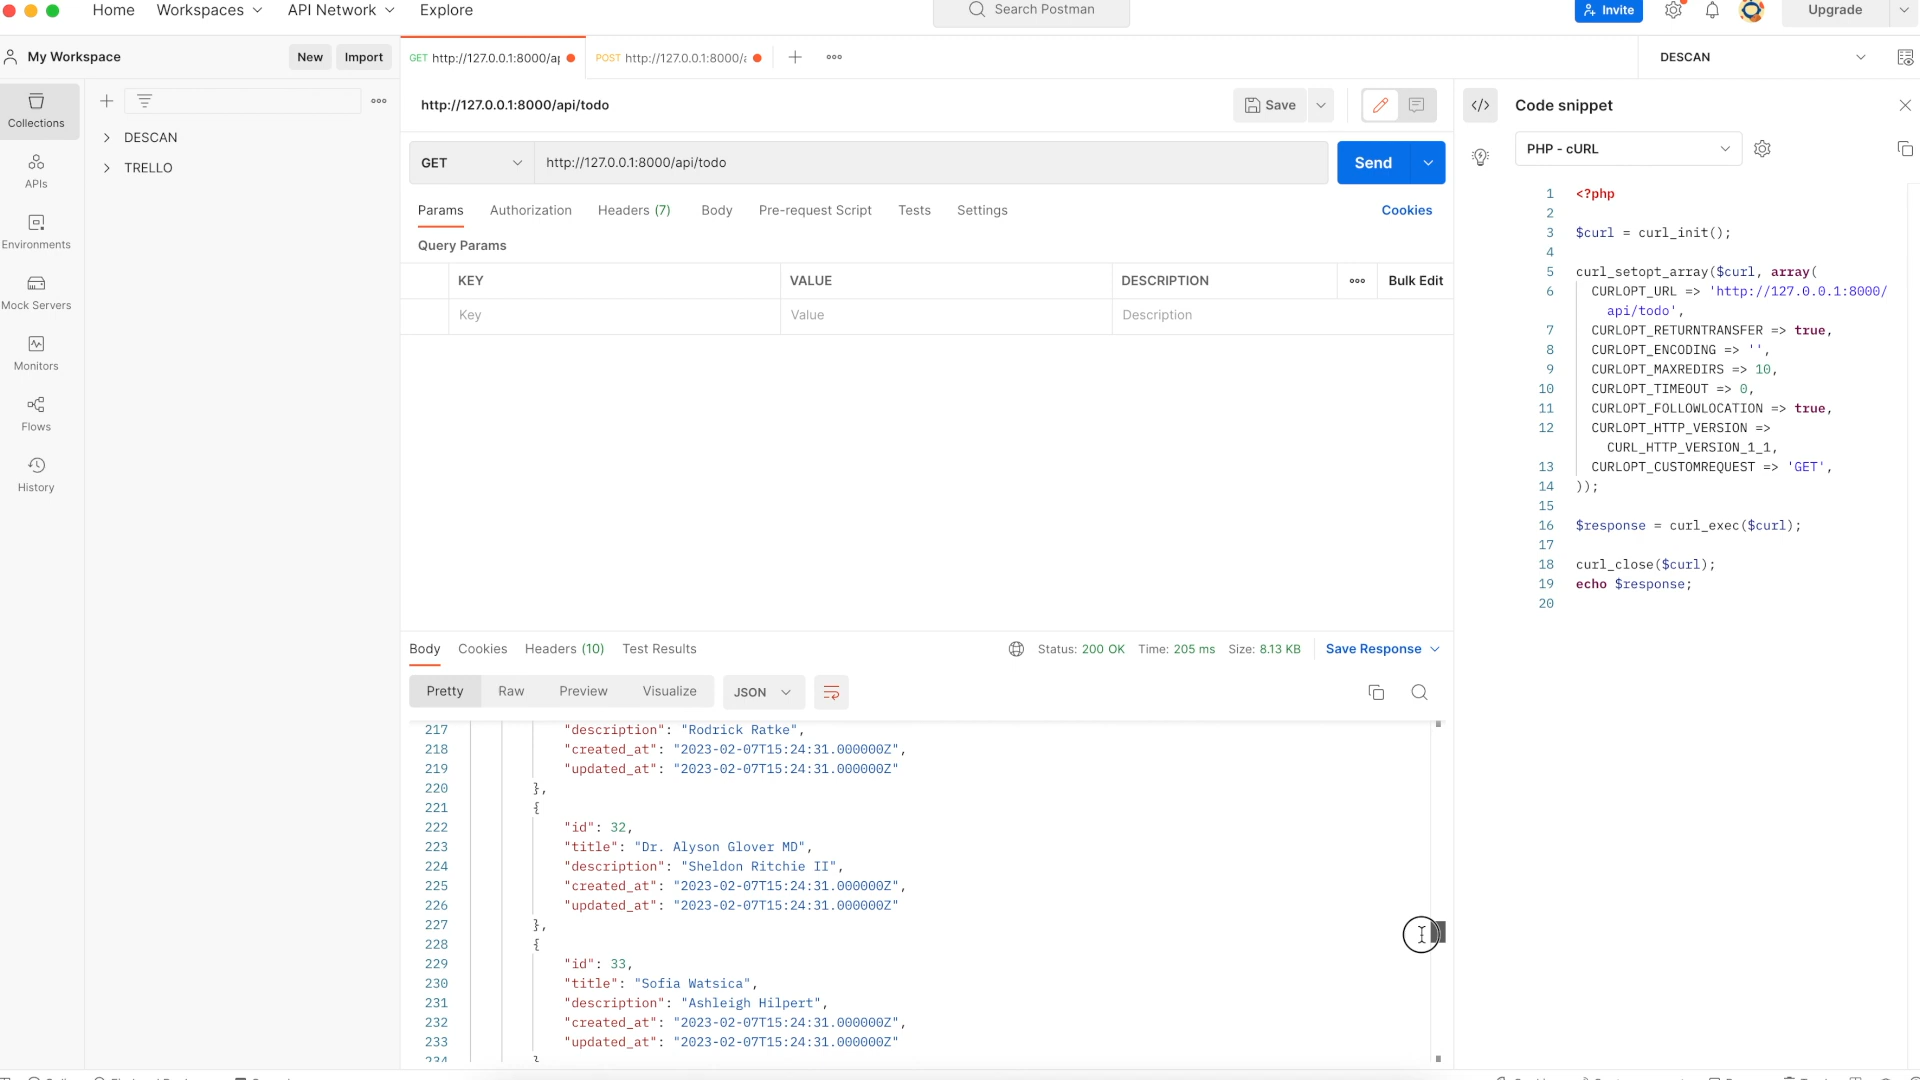 Home Workspaces API Network Explore Search Postman Invite Upgrade
My Workspace New Import GET http://127.0.0.1:8000/ap POST http://127.0.0.1:8000/a DESCAN
Collections
APIs
Environments
Mock Servers
Monitors
Flows
History
DESCAN
TRELLO
http://127.0.0.1:8000/api/todo Save
GET http://127.0.0.1:8000/api/todo Send
Params Authorization Headers (7) Body Pre-request Script Tests Settings Cookies
Query Params
KEY VALUE DESCRIPTION Bulk Edit
Key Value Description
Body Cookies Headers (10) Test Results Status: 200 OK Time: 205 ms Size: 8.13 KB Save Response
Pretty Raw Preview Visualize JSON
217 "description": "Rodrick Ratke",
218 "created_at": "2023-02-07T15:24:31.000000Z",
219 "updated_at": "2023-02-07T15:24:31.000000Z"
220 },
221 {
222 "id": 32,
223 "title": "Dr. Alyson Glover MD",
224 "description": "Sheldon Ritchie II",
225 "created_at": "2023-02-07T15:24:31.000000Z",
226 "updated_at": "2023-02-07T15:24:31.000000Z"
227 },
228 {
229 "id": 33,
230 "title": "Sofia Watsica",
231 "description": "Ashleigh Hilpert",
232 "created_at": "2023-02-07T15:24:31.000000Z",
233 "updated_at": "2023-02-07T15:24:31.000000Z"
234 }
Code snippet
PHP - cURL
1 <?php
2
3 $curl = curl_init();
4
5 curl_setopt_array($curl, array(
6 CURLOPT_URL => 'http://127.0.0.1:8000/
api/todo',
7 CURLOPT_RETURNTRANSFER => true,
8 CURLOPT_ENCODING => '',
9 CURLOPT_MAXREDIRS => 10,
10 CURLOPT_TIMEOUT => 0,
11 CURLOPT_FOLLOWLOCATION => true,
12 CURLOPT_HTTP_VERSION =>
CURL_HTTP_VERSION_1_1,
13 CURLOPT_CUSTOMREQUEST => 'GET',
14 ));
15
16 $response = curl_exec($curl);
17
18 curl_close($curl);
19 echo $response;
20